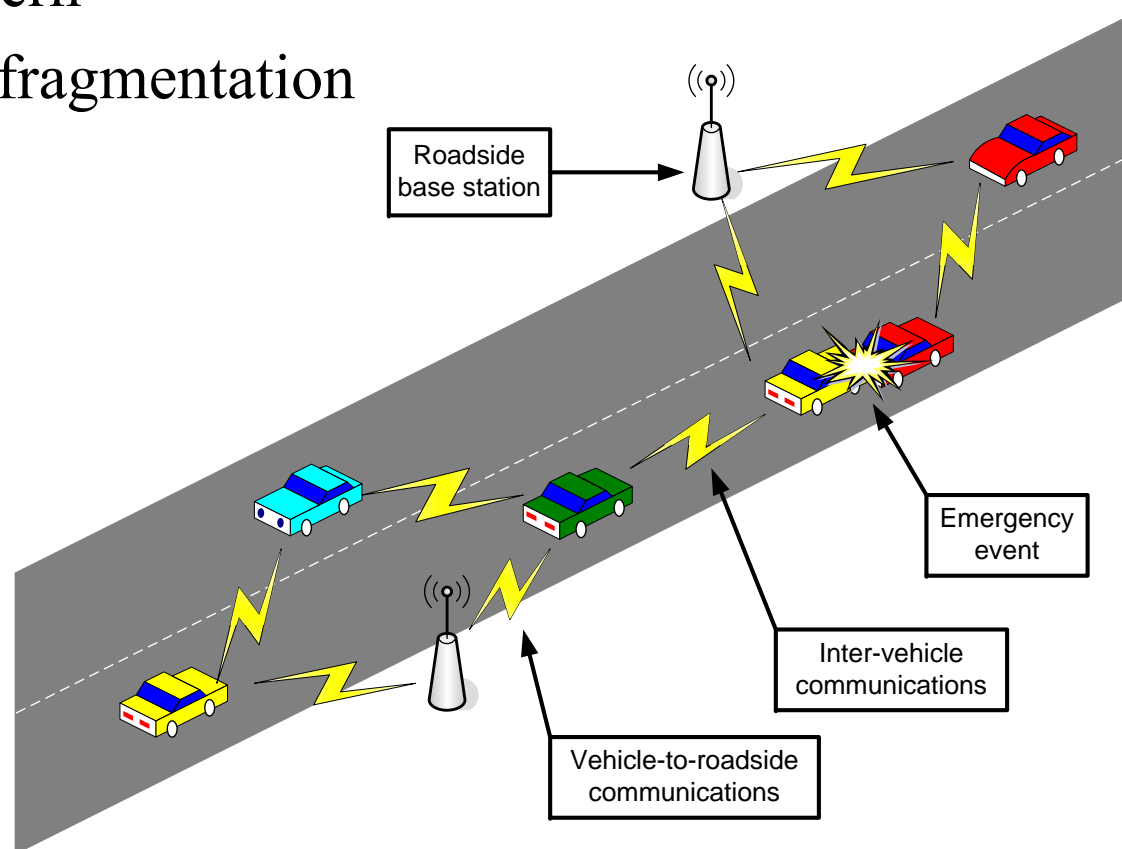 fragmentation
Roadside
base station
Emergency
event
Inter-vehicle
communications
Vehicle-to-roadside
communications